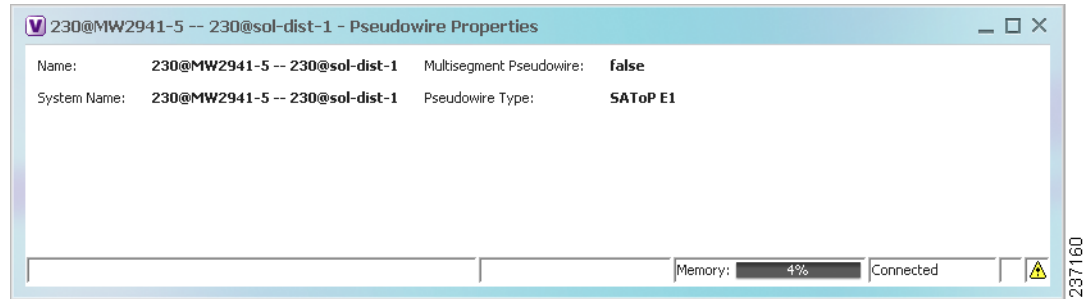 V 230@MW2941-5 -- 230@sol-dist-1 - Pseudowire Properties
Name: 230@MW2941-5 -- 230@sol-dist-1 Multisegment Pseudowire: false
System Name: 230@MW2941-5 -- 230@sol-dist-1 Pseudowire Type: SAToP E1
Memory: 4% Connected
237160